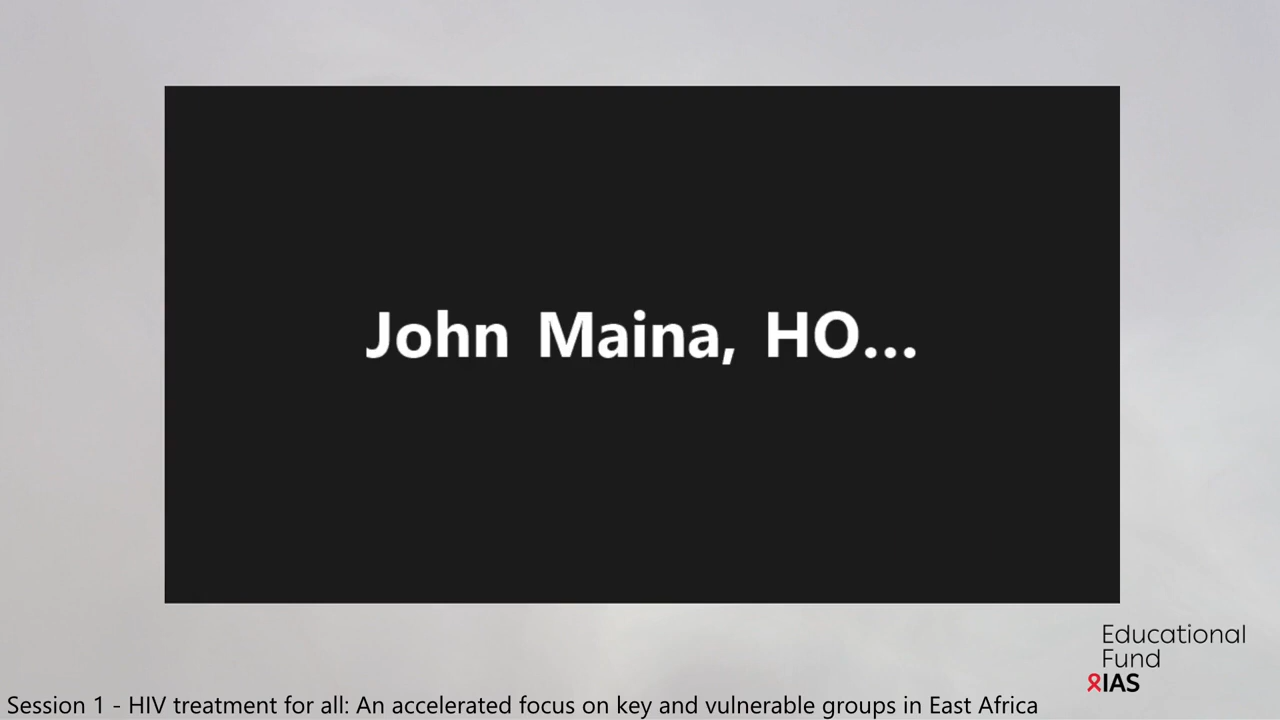 John Maina, HO...
Educational
Fund
IAS
Session 1 - HIV treatment for all: An accelerated focus on key and vulnerable groups in East Africa